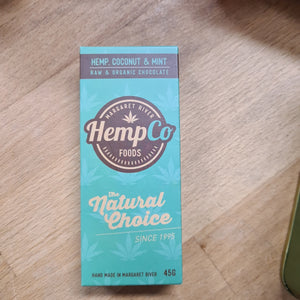 HEMP, COCONUT & MINT
RAW & ORGANIC CHOCOLATE
MARGARET RIVER
HempCo
FOODS
The
Natural
Choice
SINCE 1995
HAND MADE IN MARGARET RIVER 45G